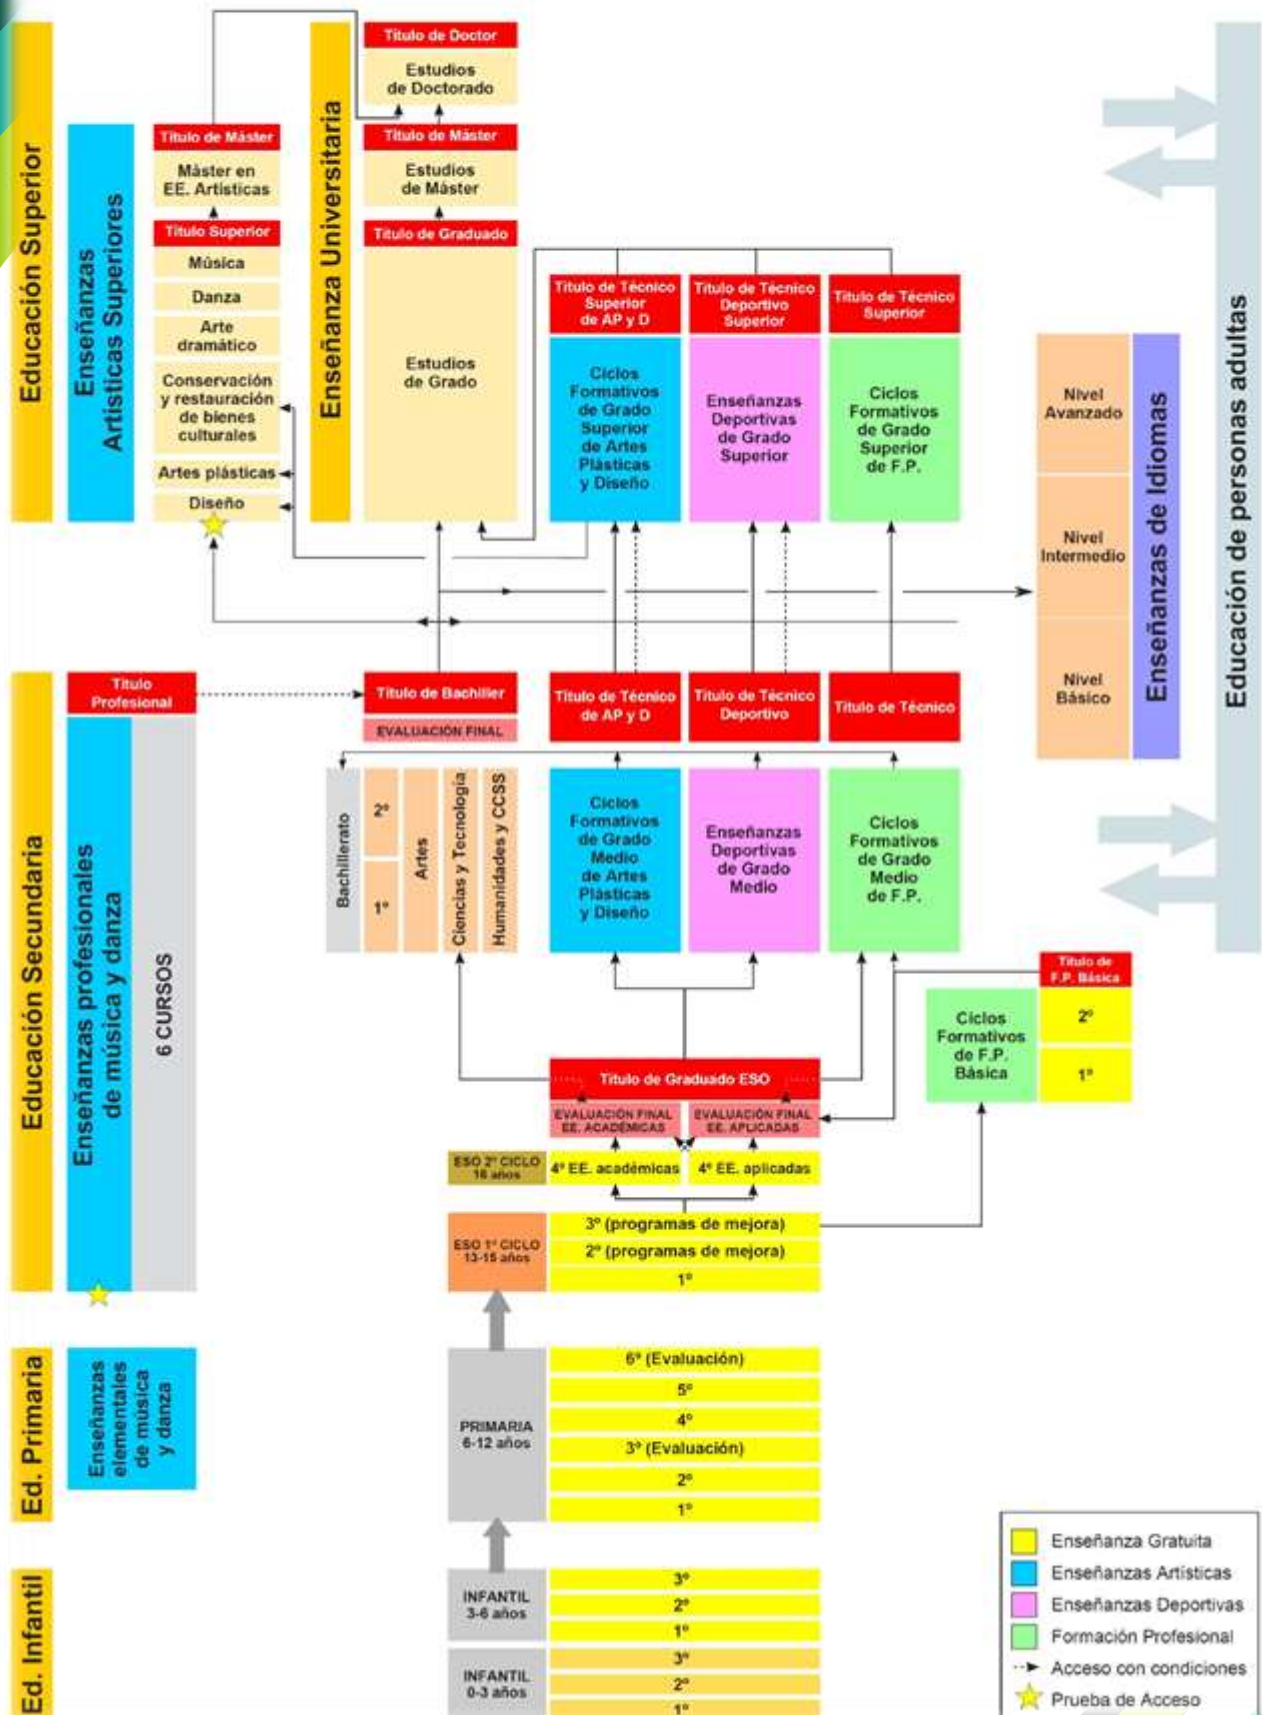 Educación Superior
Enseñanzas
Artísticas Superiores
Título de Máster
Máster en
EE. Artísticas
Título Superior
Música
Danza
Arte
dramático
Conservación
y restauración
de bienes
culturales
Artes plásticas
Diseño
Enseñanza Universitaria
Título de Doctor
Estudios
de Doctorado
Título de Máster
Estudios
de Máster
Título de Graduado
Estudios
de Grado
Título de Técnico
Superior
de AP y D
Ciclos
Formativos
de Grado
Superior
de Artes
Plásticas
y Diseño
Título de Técnico
Deportivo
Superior
Enseñanzas
Deportivas
de Grado
Superior
Título de Técnico
Superior
Ciclos
Formativos
de Grado
Superior
de F.P.
Nivel
Avanzado
Nivel
Intermedio
Nivel
Básico
Enseñanzas de Idiomas
Educación de personas adultas
Educación Secundaria
Título
Profesional
Enseñanzas profesionales
de música y danza
6 CURSOS
Título de Bachiller
EVALUACIÓN FINAL
Bachillerato
2º
1º
Artes
Ciencias y Tecnología
Humanidades y CCSS
Título de Técnico
de AP y D
Ciclos
Formativos
de Grado
Medio
de Artes
Plásticas
y Diseño
Título de Técnico
Deportivo
Enseñanzas
Deportivas
de Grado
Medio
Título de Técnico
Ciclos
Formativos
de Grado
Medio
de F.P.
Título de
F.P. Básica
Ciclos
Formativos
de F.P.
Básica
2º
1º
Título de Graduado ESO
EVALUACIÓN FINAL
EE. ACADÉMICAS
EVALUACIÓN FINAL
EE. APLICADAS
ESO 2º CICLO
16 años
4º EE. académicas
4º EE. aplicadas
ESO 1º CICLO
13-15 años
3º (programas de mejora)
2º (programas de mejora)
1º
Ed. Primaria
Enseñanzas
elementales
de música
y danza
PRIMARIA
6-12 años
6º (Evaluación)
5º
4º
3º (Evaluación)
2º
1º
Ed. Infantil
INFANTIL
3-6 años
3º
2º
1º
INFANTIL
0-3 años
3º
2º
1º
Enseñanza Gratuita
Enseñanzas Artísticas
Enseñanzas Deportivas
Formación Profesional
Acceso con condiciones
Prueba de Acceso